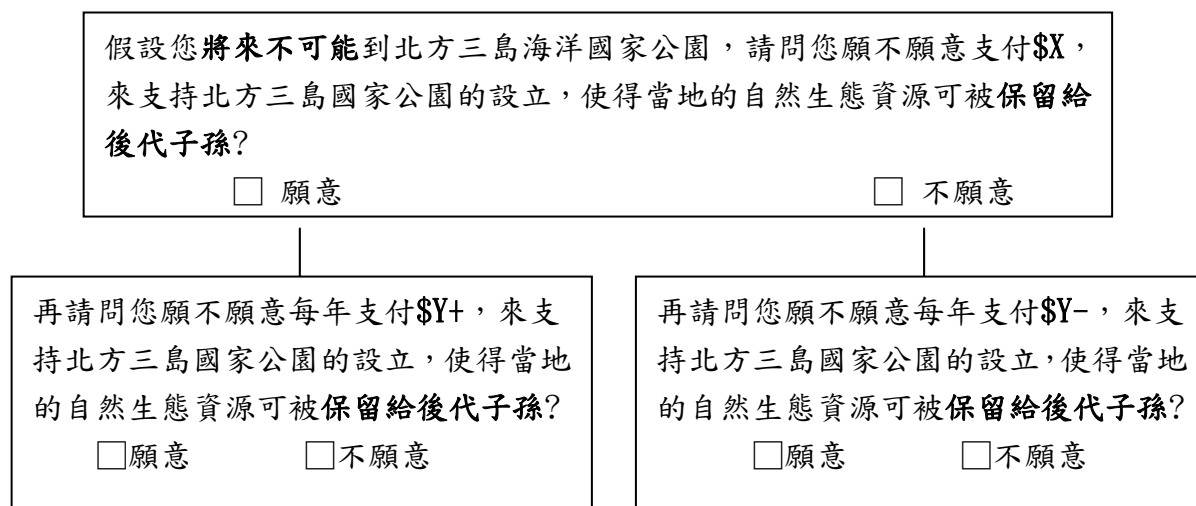 假設您將來不可能到北方三島海洋國家公園，請問您願不願意支付$X，
來支持北方三島國家公園的設立，使得當地的自然生態資源可被保留給
後代子孫?
□ 願意 □ 不願意
再請問您願不願意每年支付$Y+，來支
持北方三島國家公園的設立，使得當地
的自然生態資源可被保留給後代子孫?
□願意 □不願意
再請問您願不願意每年支付$Y-，來支
持北方三島國家公園的設立，使得當地
的自然生態資源可被保留給後代子孫?
□願意 □不願意